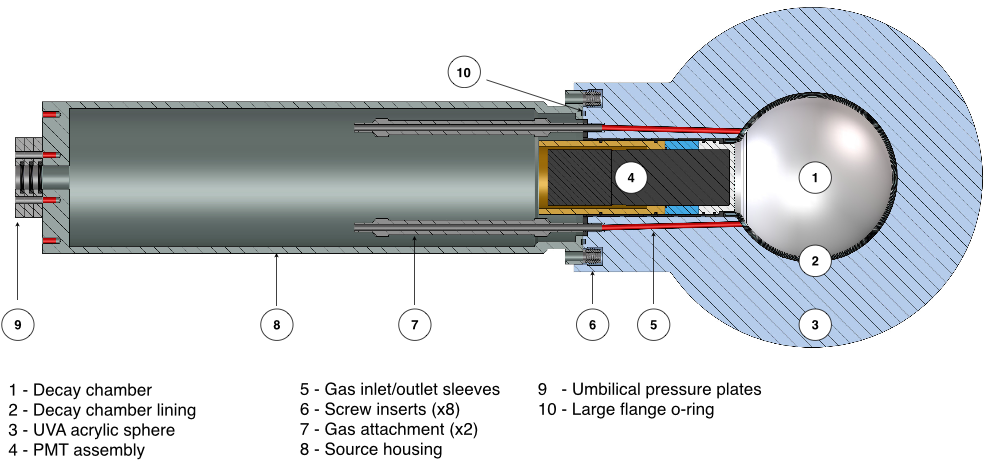 10
4
1
2
9
8
7
6
5
3
1 - Decay chamber
2 - Decay chamber lining
3 - UVA acrylic sphere
4 - PMT assembly
5 - Gas inlet/outlet sleeves
6 - Screw inserts (x8)
7 - Gas attachment (x2)
8 - Source housing
9 - Umbilical pressure plates
10 - Large flange o-ring